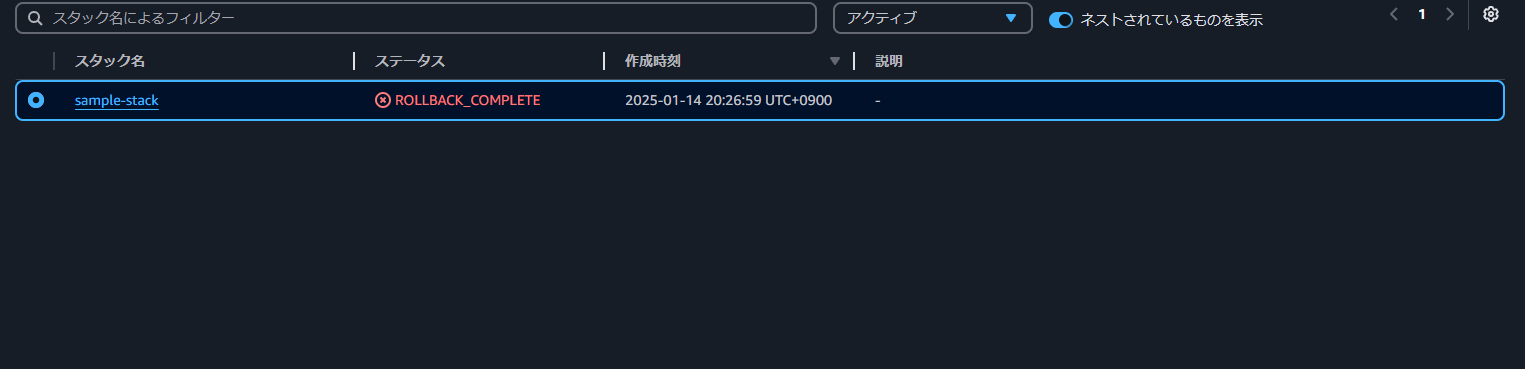 スタック名によるフィルター アクティブ ネストされているものを表示 1
スタック名 ステータス 作成時刻 説明
sample-stack ROLLBACK_COMPLETE 2025-01-14 20:26:59 UTC+0900 -